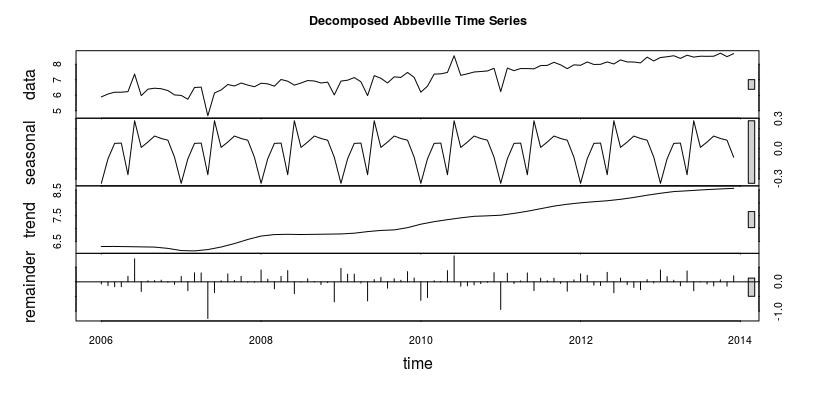 Decomposed Abbeville Time Series
data
5 6 7 8
seasonal
-0.3 0.0 0.3
trend
6.5 7.5 8.5
remainder
-1.0 0.0
2006 2008 2010 2012 2014
time